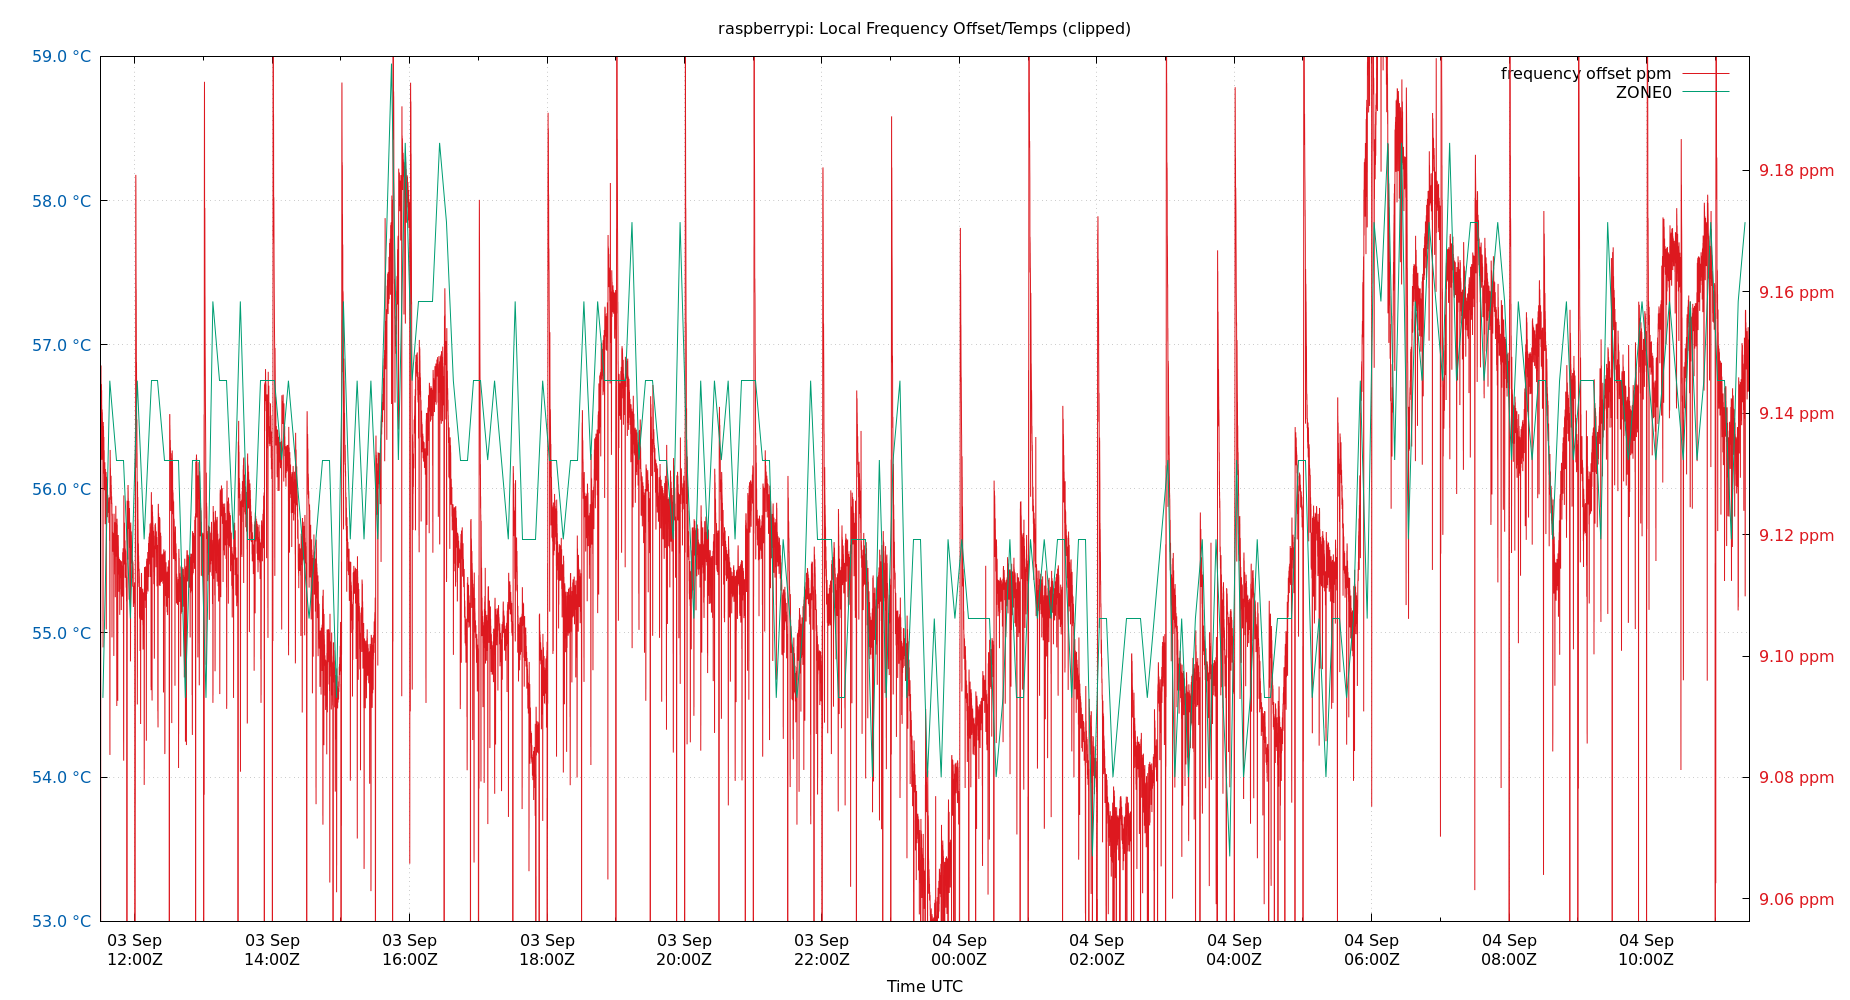 raspberrypi: Local Frequency Offset/Temps (clipped)
frequency offset ppm
ZONE0
59.0 °C
58.0 °C
57.0 °C
56.0 °C
55.0 °C
54.0 °C
53.0 °C
9.18 ppm
9.16 ppm
9.14 ppm
9.12 ppm
9.10 ppm
9.08 ppm
9.06 ppm
03 Sep
12:00Z
03 Sep
14:00Z
03 Sep
16:00Z
03 Sep
18:00Z
03 Sep
20:00Z
03 Sep
22:00Z
04 Sep
00:00Z
04 Sep
02:00Z
04 Sep
04:00Z
04 Sep
06:00Z
04 Sep
08:00Z
04 Sep
10:00Z
Time UTC